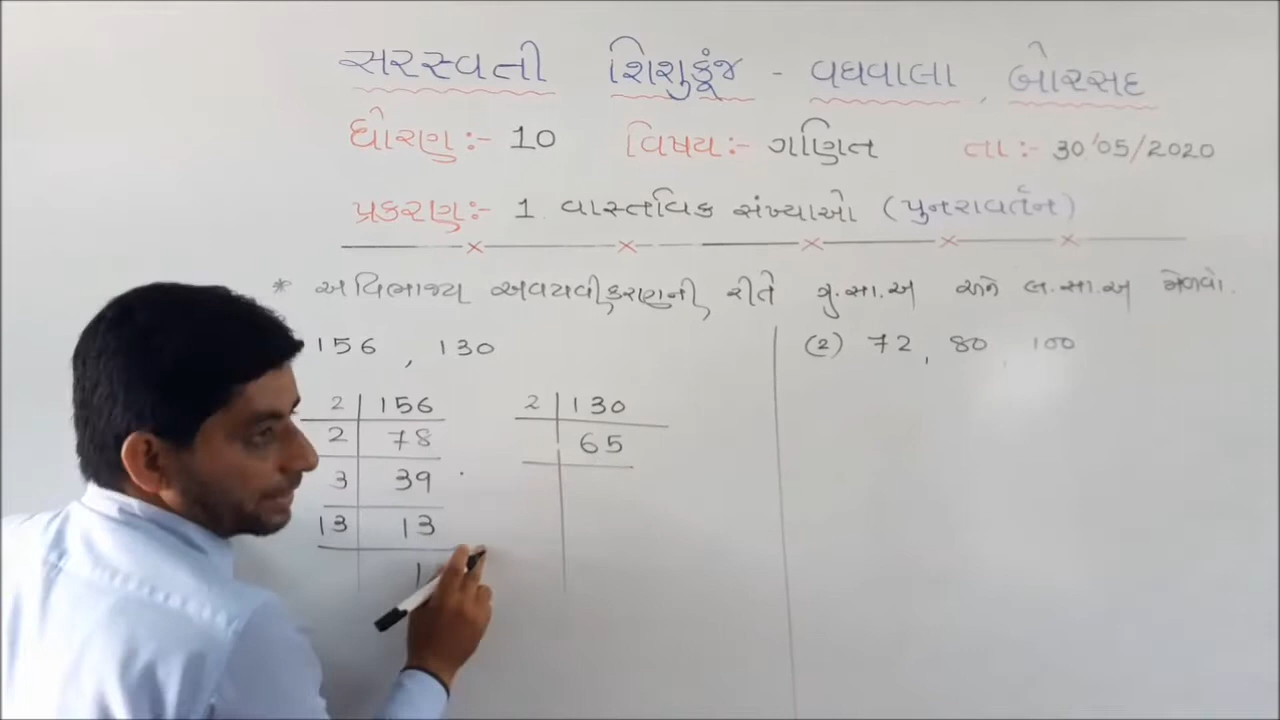 સરસ્વતી શિશુકુંજ - વઘવાલા , બોરસદ
ધોરણ :- 10 વિષય :- ગણિત તા :- 30/05/2020
પ્રકરણ :- 1. વાસ્તવિક સંખ્યાઓ (પુનરાવર્તન)
* અવિભાજ્ય અવયવીકરણની રીતે ગુ.સા.અ અને લ.સા.અ મેળવો.
156 , 130
2 156
2 78
3 39
13 13
1
2 130
65
(2) 72 , 80 , 100